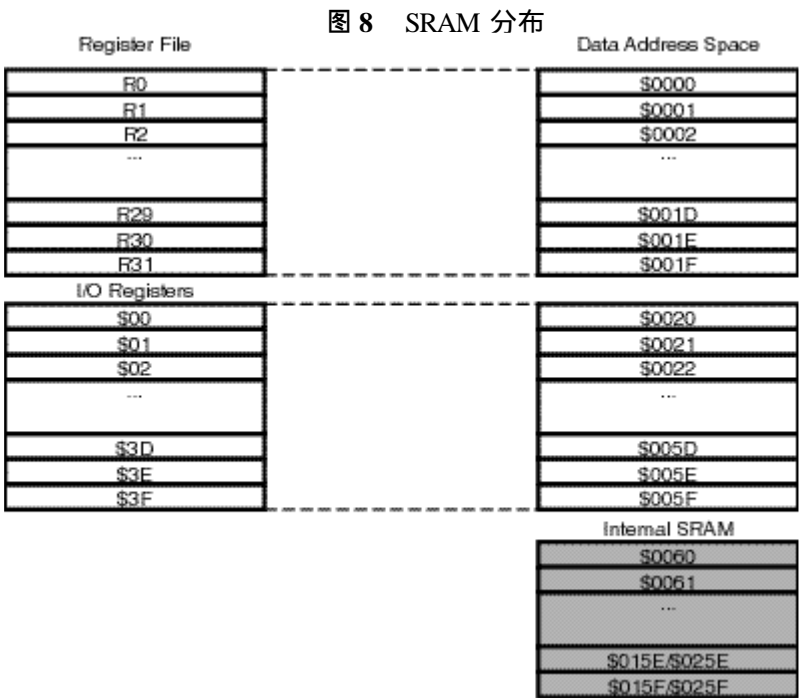 图 8 SRAM 分布
Register File
Data Address Space
R0
$0000
R1
$0001
R2
$0002
...
...
R29
$001D
R30
$001E
R31
$001F
I/O Registers
$00
$0020
$01
$0021
$02
$0022
...
...
$3D
$005D
$3E
$005E
$3F
$005F
Internal SRAM
$0060
$0061
...
$015E/$025E
$015F/$025F